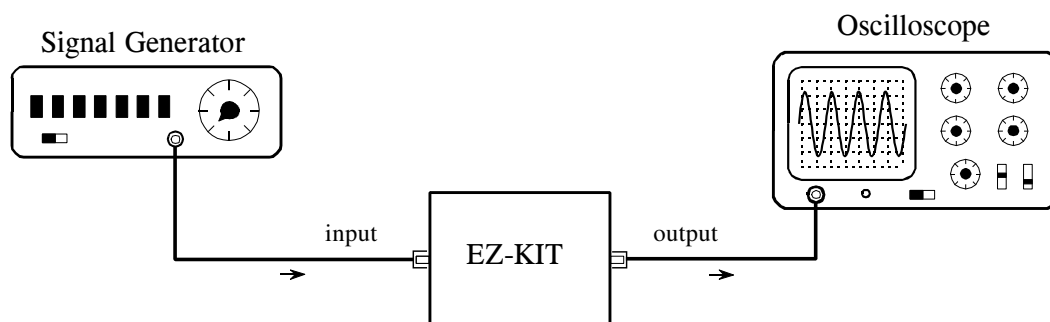 Signal Generator
Oscilloscope
input
EZ-KIT
output